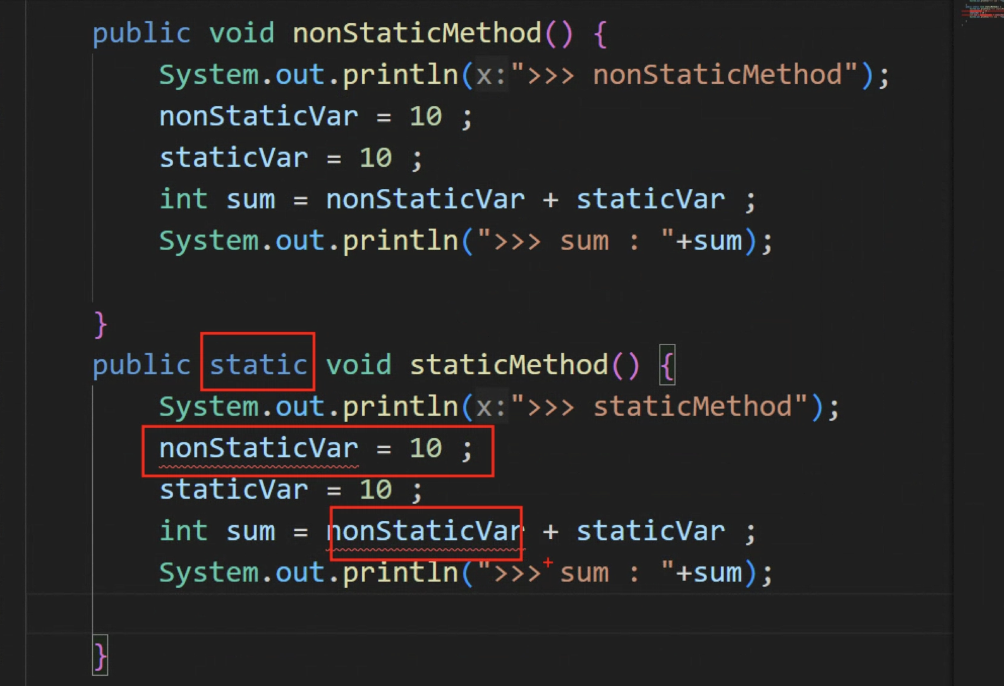 public void nonStaticMethod() {
System.out.println(x:">>> nonStaticMethod");
nonStaticVar = 10 ;
staticVar = 10 ;
int sum = nonStaticVar + staticVar ;
System.out.println(">>> sum : "+sum);
}
public static void staticMethod() {
System.out.println(x:">>> staticMethod");
nonStaticVar = 10 ;
staticVar = 10 ;
int sum = nonStaticVar + staticVar ;
System.out.println(">>> sum : "+sum);
}